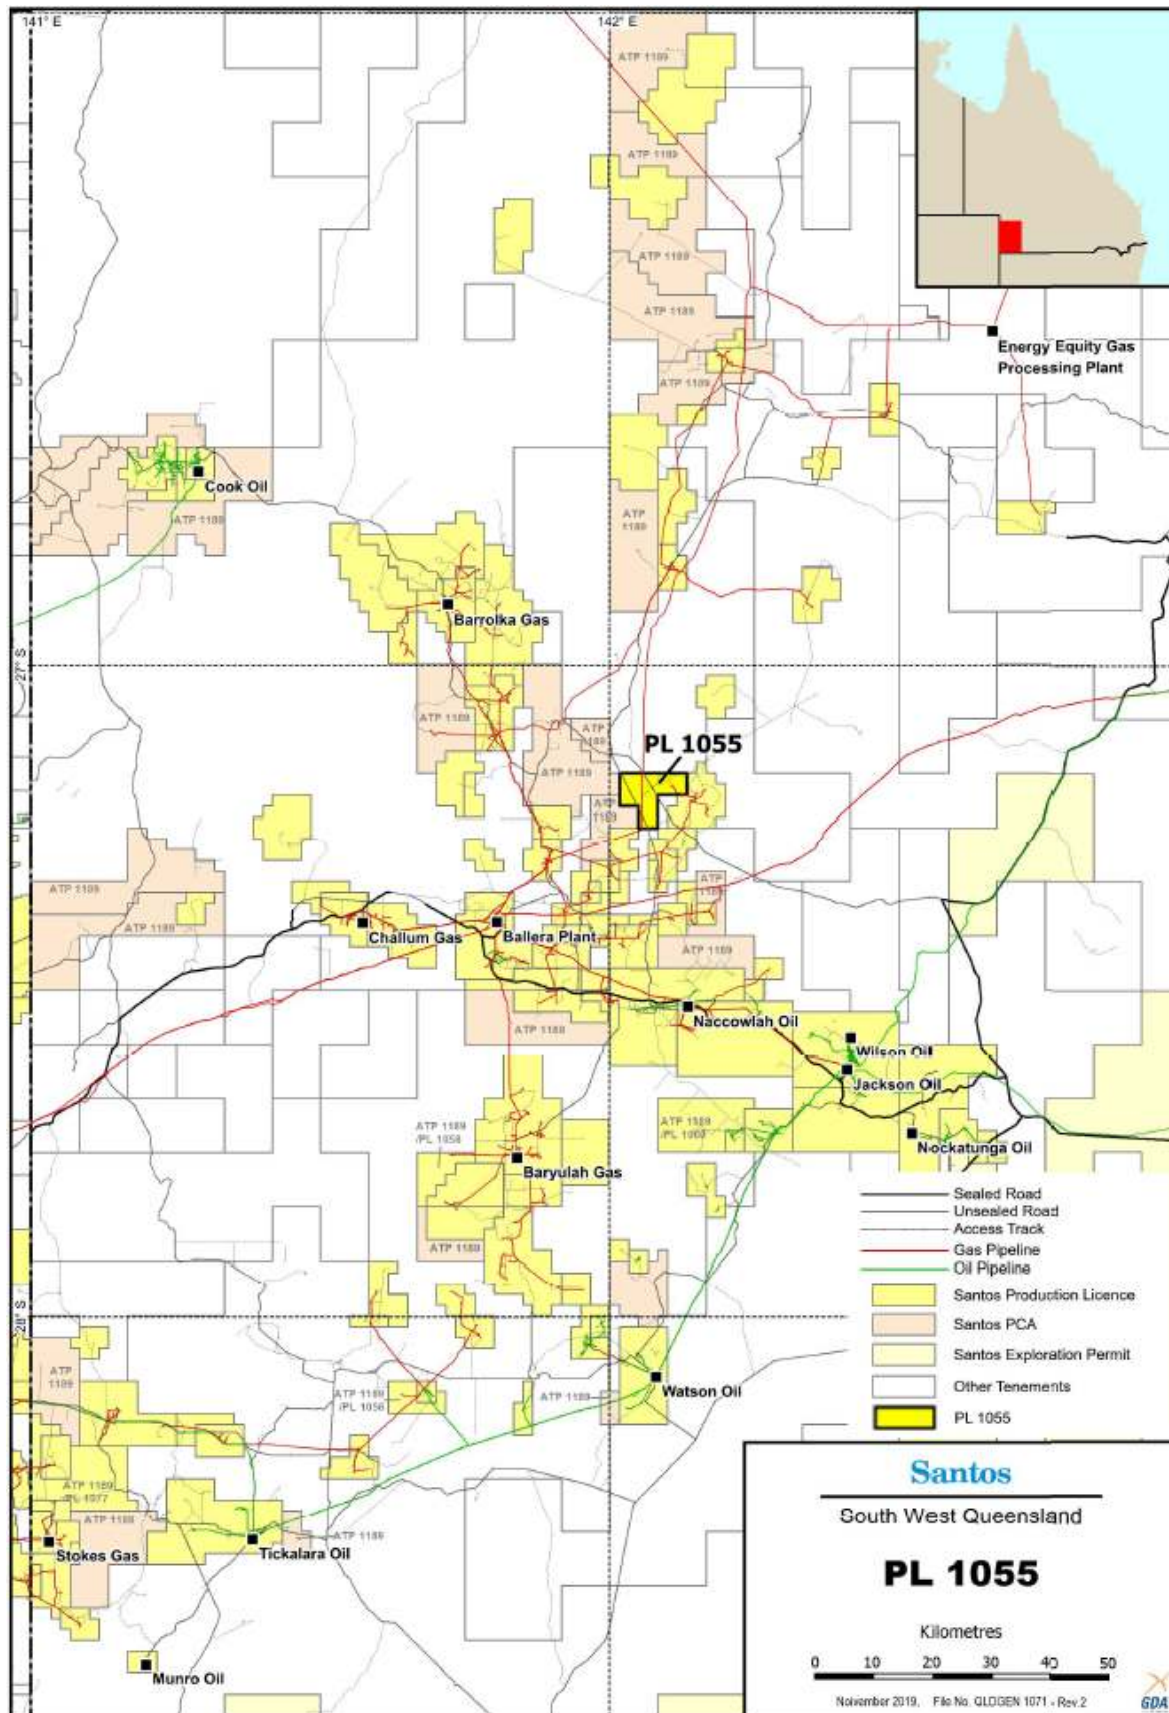 141° E
142° E
ATP 1189
ATP 1189
ATP 1189
ATP 1189
Energy Equity Gas
Processing Plant
ATP 1189
Cook Oil
ATP 1189
ATP
1189
Barrolka Gas
27° S
ATP 1189
ATP
1189
PL 1055
ATP 1189
ATP
1189
ATP 1189
ATP
1189
ATP 1189
Challum Gas
Ballera Plant
ATP 1189
Naccowlah Oil
ATP 1189
Wilson Oil
Jackson Oil
ATP 1189
/PL 1058
ATP 1189
/PL 1060
Nockatunga Oil
Baryulah Gas
ATP 1189
Sealed Road
Unsealed Road
Access Track
Gas Pipeline
Oil Pipeline
Santos Production Licence
Santos PCA
Santos Exploration Permit
Other Tenements
PL 1055
28° S
ATP
1189
ATP 1189
/PL 1058
ATP 1189
Watson Oil
ATP 1189
/PL 1077
ATP 1189
ATP 1189
Stokes Gas
Tickalara Oil
Munro Oil
Santos
South West Queensland
PL 1055
Kilometres
0 10 20 30 40 50
Noivember 2019, File No. QLDGEN 1071 - Rev.2
GDA